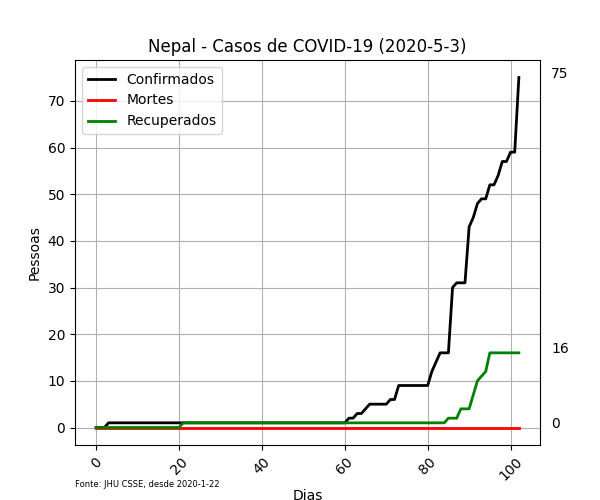 Nepal - Casos de COVID-19 (2020-5-3)
Confirmados
Mortes
Recuperados
75
16
0
Pessoas
70
60
50
40
30
20
10
0
0
20
40
60
80
100
Fonte: JHU CSSE, desde 2020-1-22
Dias